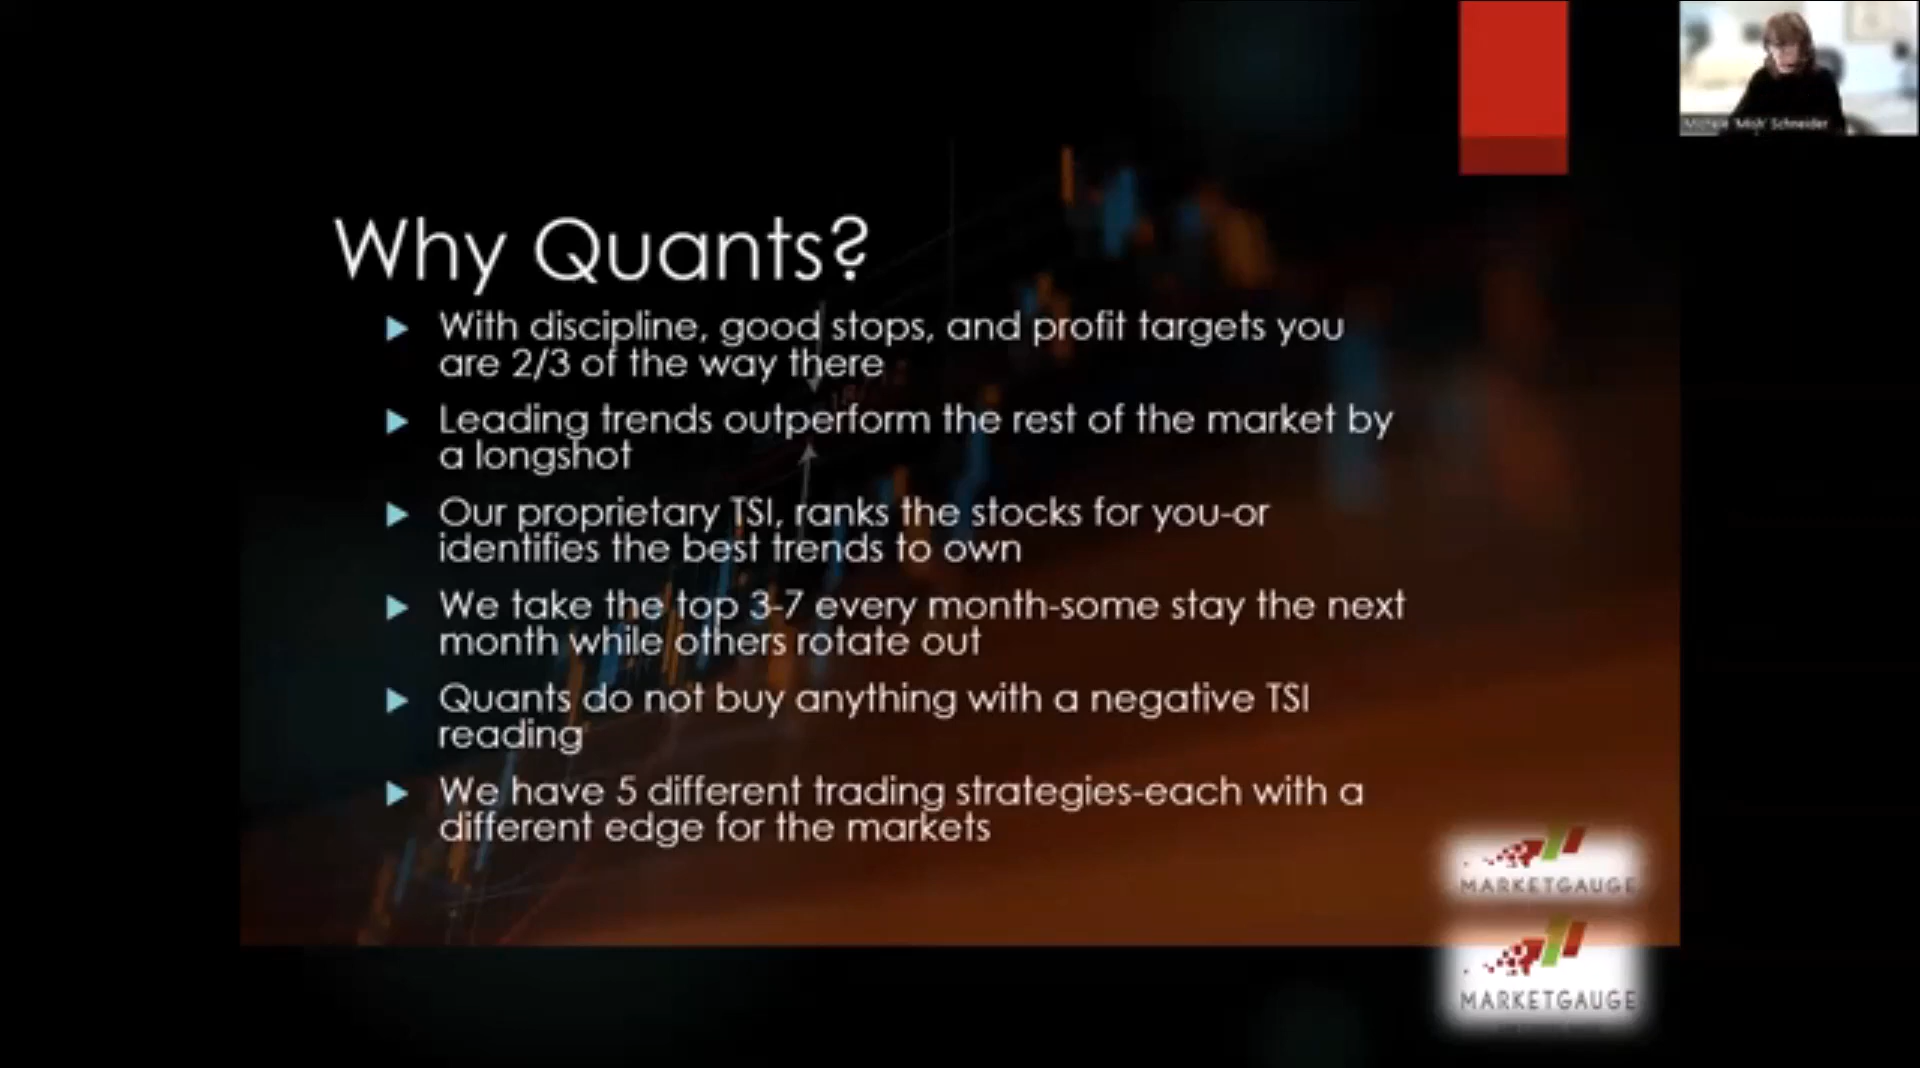 Michele 'Mish' Schneider
Why Quants?
With discipline, good stops, and profit targets you
are 2/3 of the way there
Leading trends outperform the rest of the market by
a longshot
Our proprietary TSI, ranks the stocks for you-or
identifies the best trends to own
We take the top 3-7 every month-some stay the next
month while others rotate out
Quants do not buy anything with a negative TSI
reading
We have 5 different trading strategies-each with a
different edge for the markets
MARKETGAUGE
MARKETGAUGE